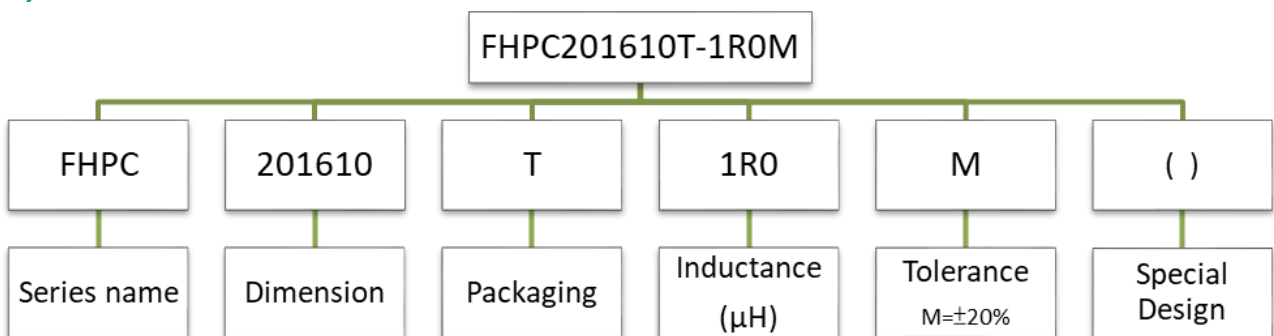 FHPC201610T-1R0M
FHPC
201610
T
1R0
M
( )
Series name
Dimension
Packaging
Inductance
(μH)
Tolerance
M=±20%
Special
Design